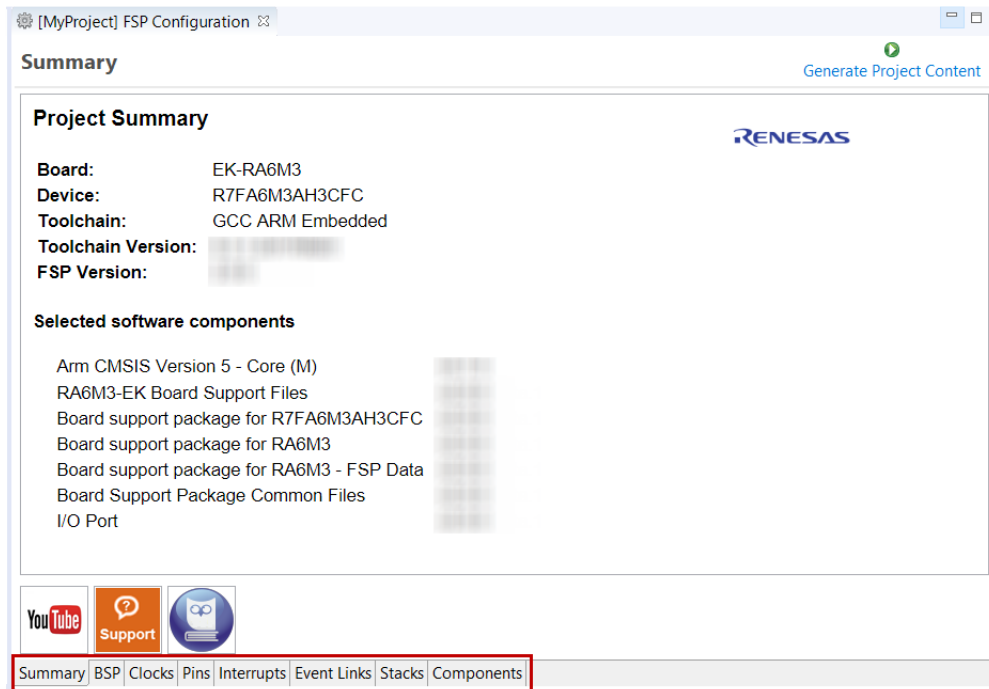 [MyProject] FSP Configuration
Summary
Generate Project Content
Project Summary
RENESAS
Board: EK-RA6M3
Device: R7FA6M3AH3CFC
Toolchain: GCC ARM Embedded
Toolchain Version:
FSP Version:
Selected software components
Arm CMSIS Version 5 - Core (M)
RA6M3-EK Board Support Files
Board support package for R7FA6M3AH3CFC
Board support package for RA6M3
Board support package for RA6M3 - FSP Data
Board Support Package Common Files
I/O Port
YouTube
Support
Summary BSP Clocks Pins Interrupts Event Links Stacks Components